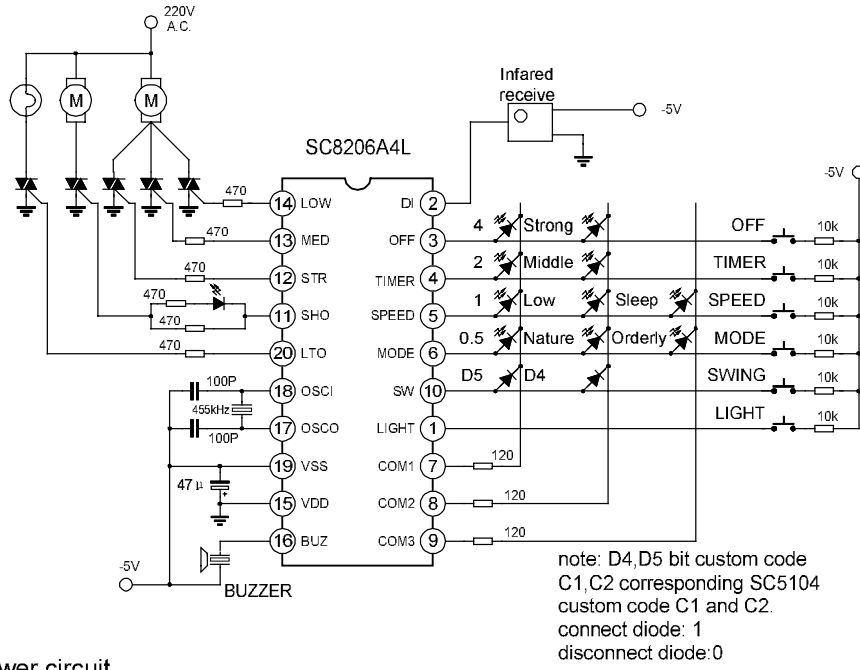 220V
A.C.
Infared
receive
-5V
SC8206A4L
-5V
M
M
470
14 LOW
DI 2
470
13 MED
OFF 3
4 Strong
OFF
10k
470
12 STR
TIMER 4
2 Middle
TIMER
10k
470
470
11 SHO
SPEED 5
1 Low
Sleep
SPEED
10k
470
20 LTO
MODE 6
0.5 Nature
Orderly
MODE
10k
100P
455kHz
18 OSCI
SW 10
D5
D4
SWING
10k
100P
17 OSCO
LIGHT 1
LIGHT
10k
19 VSS
COM1 7
120
47μ
+
15 VDD
COM2 8
120
16 BUZ
COM3 9
120
-5V
BUZZER
note: D4,D5 bit custom code
C1,C2 corresponding SC5104
custom code C1 and C2.
connect diode: 1
disconnect diode:0